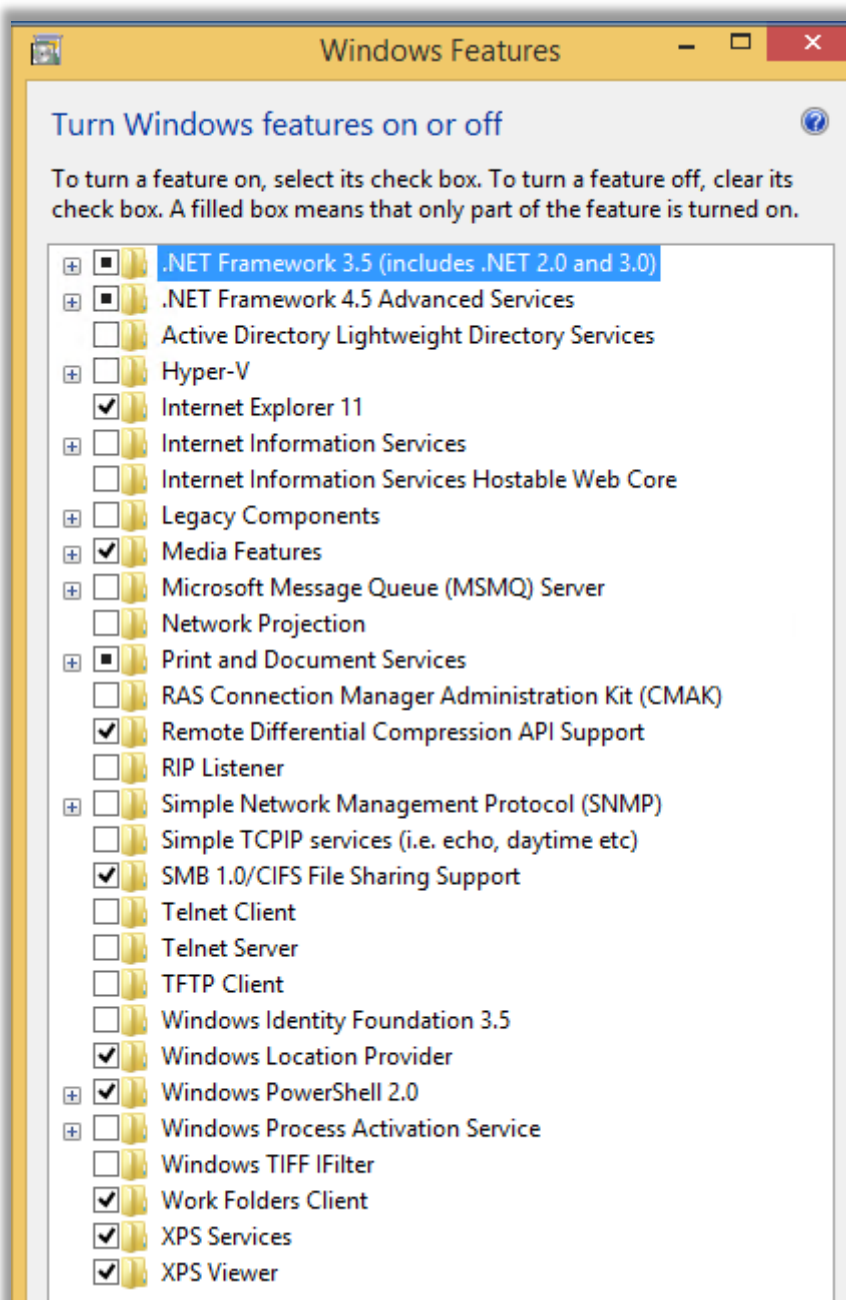 Windows Features
Turn Windows features on or off
To turn a feature on, select its check box. To turn a feature off, clear its
check box. A filled box means that only part of the feature is turned on.
.NET Framework 3.5 (includes .NET 2.0 and 3.0)
.NET Framework 4.5 Advanced Services
Active Directory Lightweight Directory Services
Hyper-V
Internet Explorer 11
Internet Information Services
Internet Information Services Hostable Web Core
Legacy Components
Media Features
Microsoft Message Queue (MSMQ) Server
Network Projection
Print and Document Services
RAS Connection Manager Administration Kit (CMAK)
Remote Differential Compression API Support
RIP Listener
Simple Network Management Protocol (SNMP)
Simple TCPIP services (i.e. echo, daytime etc)
SMB 1.0/CIFS File Sharing Support
Telnet Client
Telnet Server
TFTP Client
Windows Identity Foundation 3.5
Windows Location Provider
Windows PowerShell 2.0
Windows Process Activation Service
Windows TIFF IFilter
Work Folders Client
XPS Services
XPS Viewer